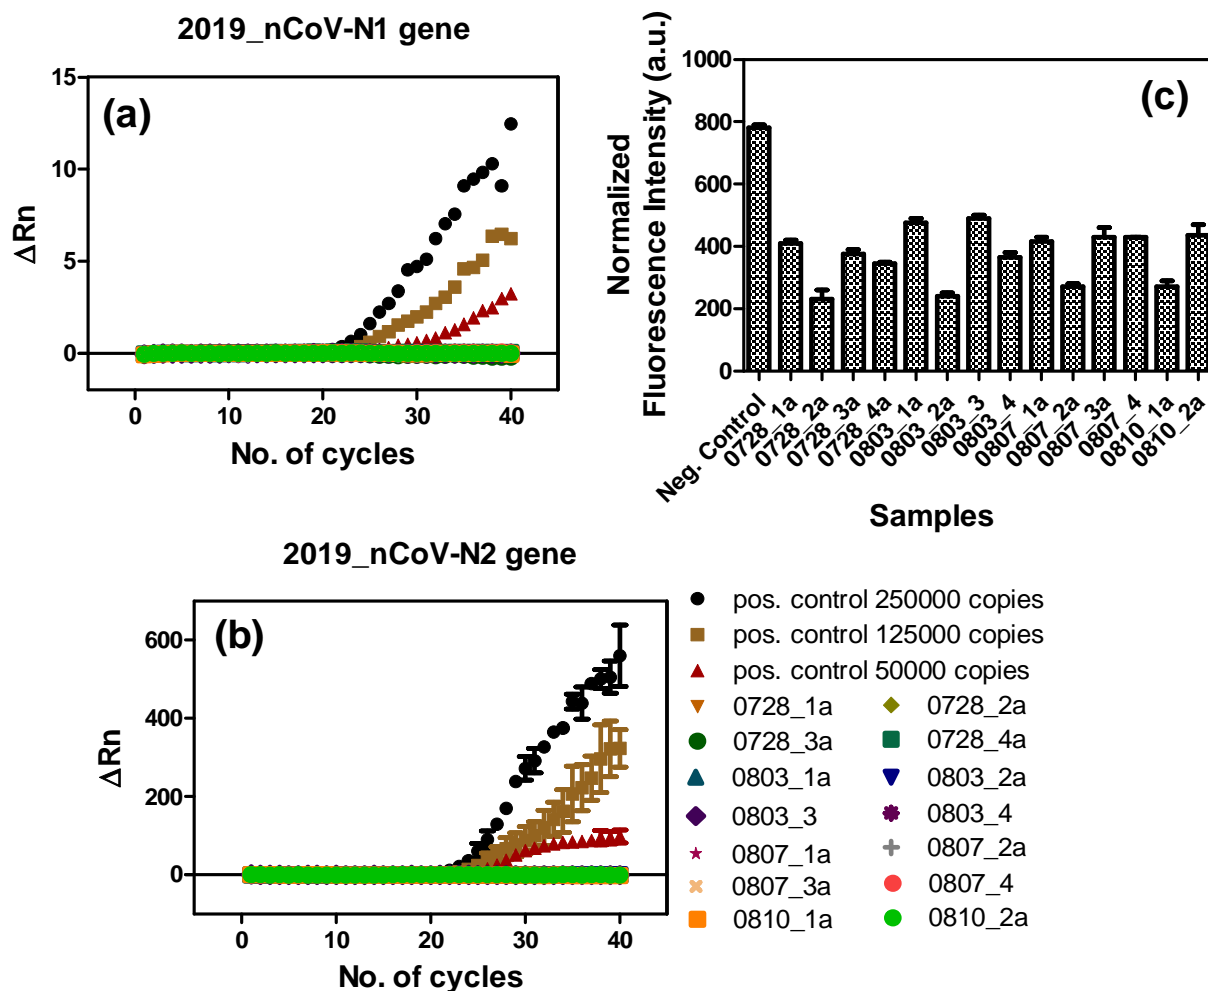 2019_nCoV-N1 gene
(a)
15
10
5
0
ΔRn
0 10 20 30 40
No. of cycles
(c)
1000
800
600
400
200
0
Normalized
Fluorescence Intensity (a.u.)
Neg. Control
0728_1a
0728_2a
0728_3a
0728_4a
0803_1a
0803_2a
0803_3
0803_4
0807_1a
0807_2a
0807_3a
0807_4
0810_1a
0810_2a
Samples
2019_nCoV-N2 gene
(b)
600
400
200
0
ΔRn
0 10 20 30 40
No. of cycles
pos. control 250000 copies
pos. control 125000 copies
pos. control 50000 copies
0728_1a 0728_2a
0728_3a 0728_4a
0803_1a 0803_2a
0803_3 0803_4
0807_1a 0807_2a
0807_3a 0807_4
0810_1a 0810_2a